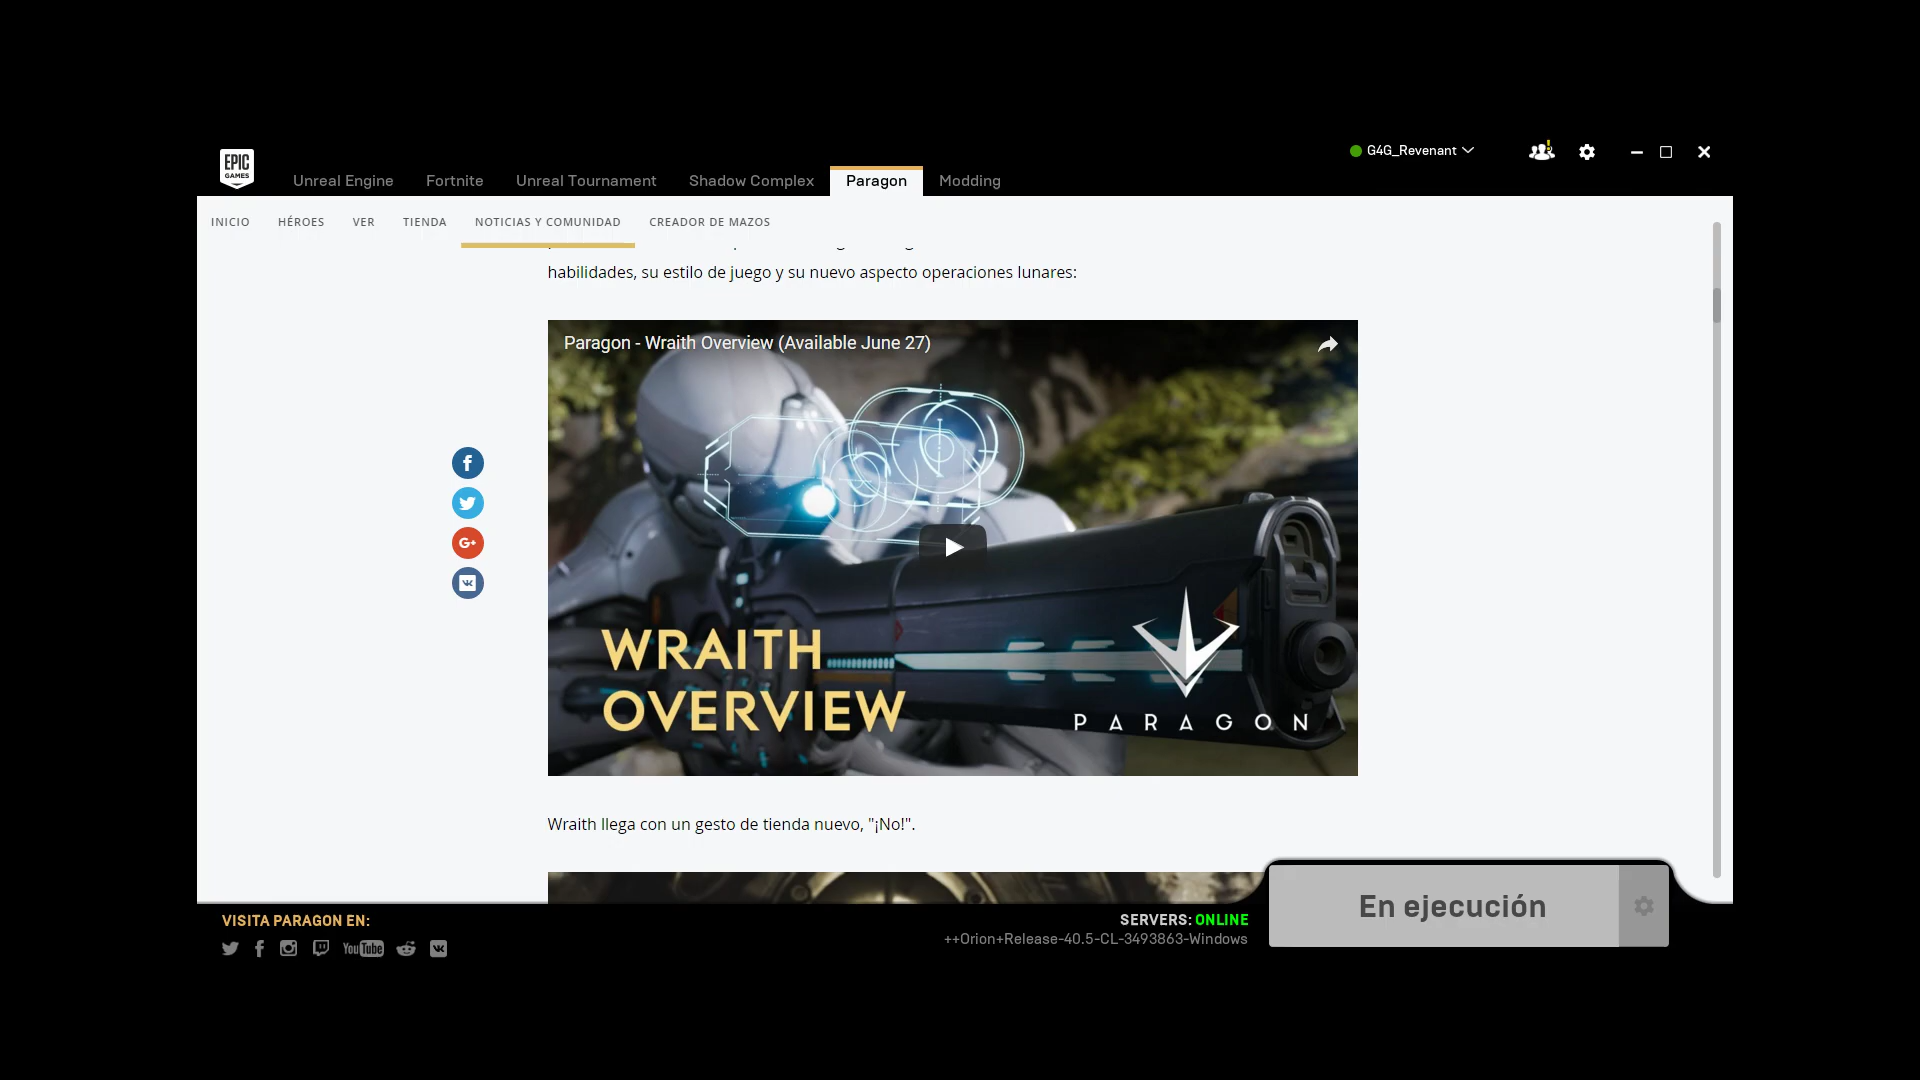 G4G_Revenant
EPIC
GAMES
Unreal Engine
Fortnite
Unreal Tournament
Shadow Complex
Paragon
Modding
INICIO
HÉROES
VER
TIENDA
NOTICIAS Y COMUNIDAD
CREADOR DE MAZOS
habilidades, su estilo de juego y su nuevo aspecto operaciones lunares:
Paragon - Wraith Overview (Available June 27)
WRAITH
OVERVIEW
PARAGON
Wraith llega con un gesto de tienda nuevo, "¡No!".
VISITA PARAGON EN:
YouTube
SERVERS: ONLINE
++Orion+Release-40.5-CL-3493863-Windows
En ejecución